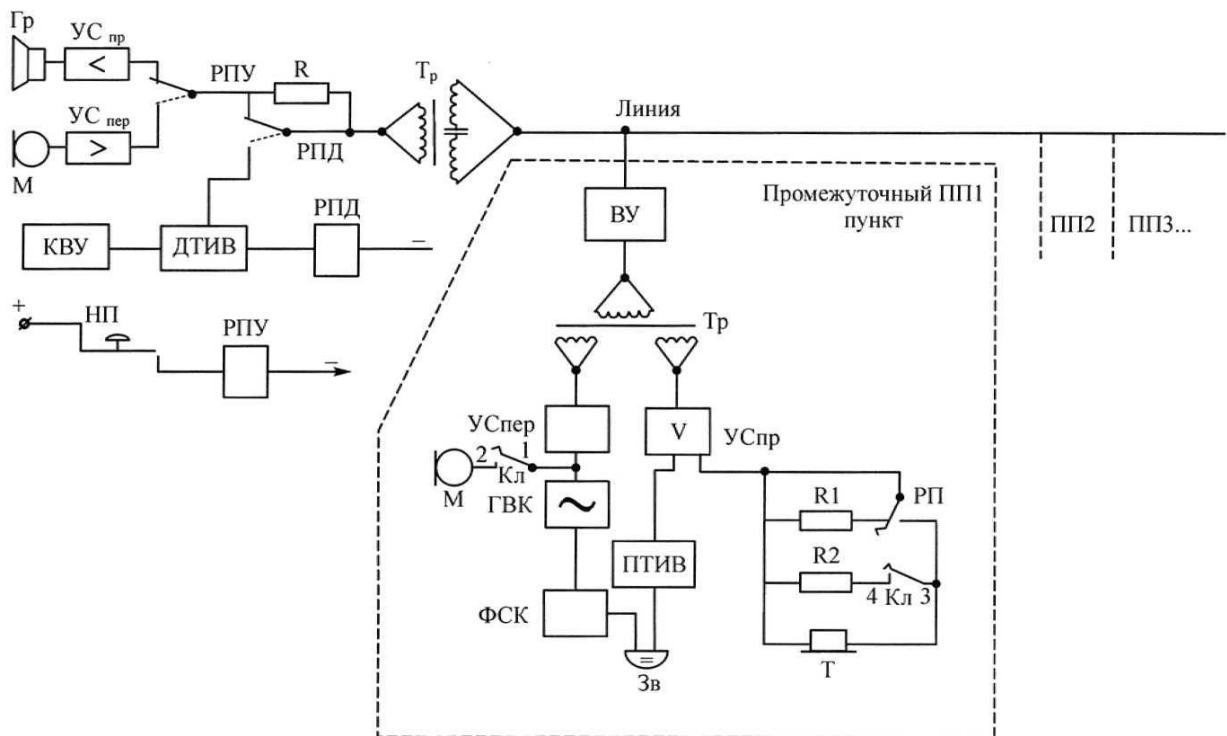 Гр
УС пр
<
РПУ
R
Тр
УС пер
>
М
РПД
Линия
КВУ
ДТИВ
РПД
–
+
НП
РПУ
–
Промежуточный ПП1
пункт
ПП2
ПП3...
ВУ
Тр
УСпер
V
УСпр
2
1
Кл
М
ГВК
~
R1
РП
ПТИВ
R2
4
Кл
3
ФСК
=
Зв
Т